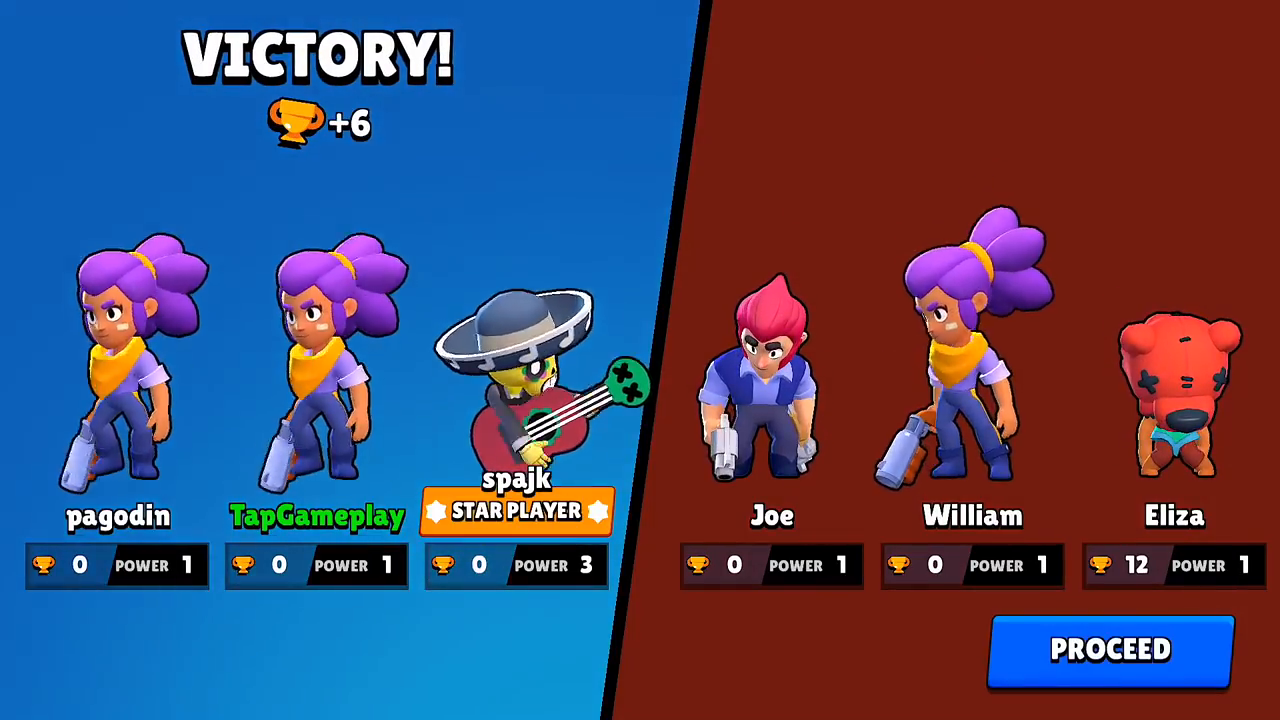 VICTORY!
+6
pagodin
TapGameplay
spajk
STAR PLAYER
Joe
William
Eliza
0 POWER 1
0 POWER 1
0 POWER 3
0 POWER 1
0 POWER 1
12 POWER 1
PROCEED